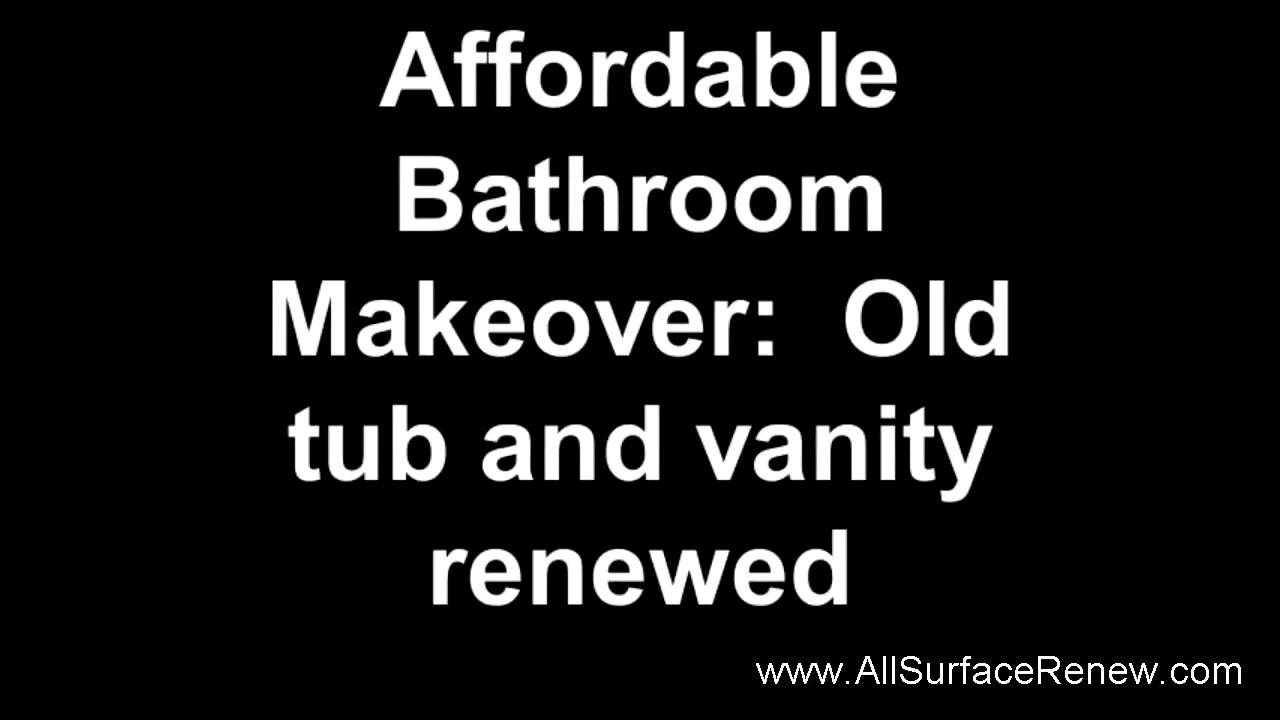 Affordable
Bathroom
Makeover:  Old
tub and vanity
renewed
www.AllSurfaceRenew.com